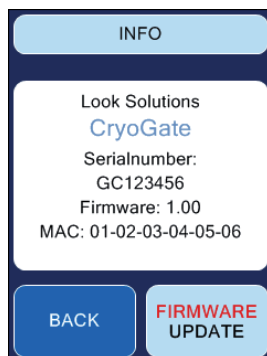 INFO
Look Solutions
CryoGate
Serialnumber:
GC123456
Firmware: 1.00
MAC: 01-02-03-04-05-06
BACK
FIRMWARE
UPDATE